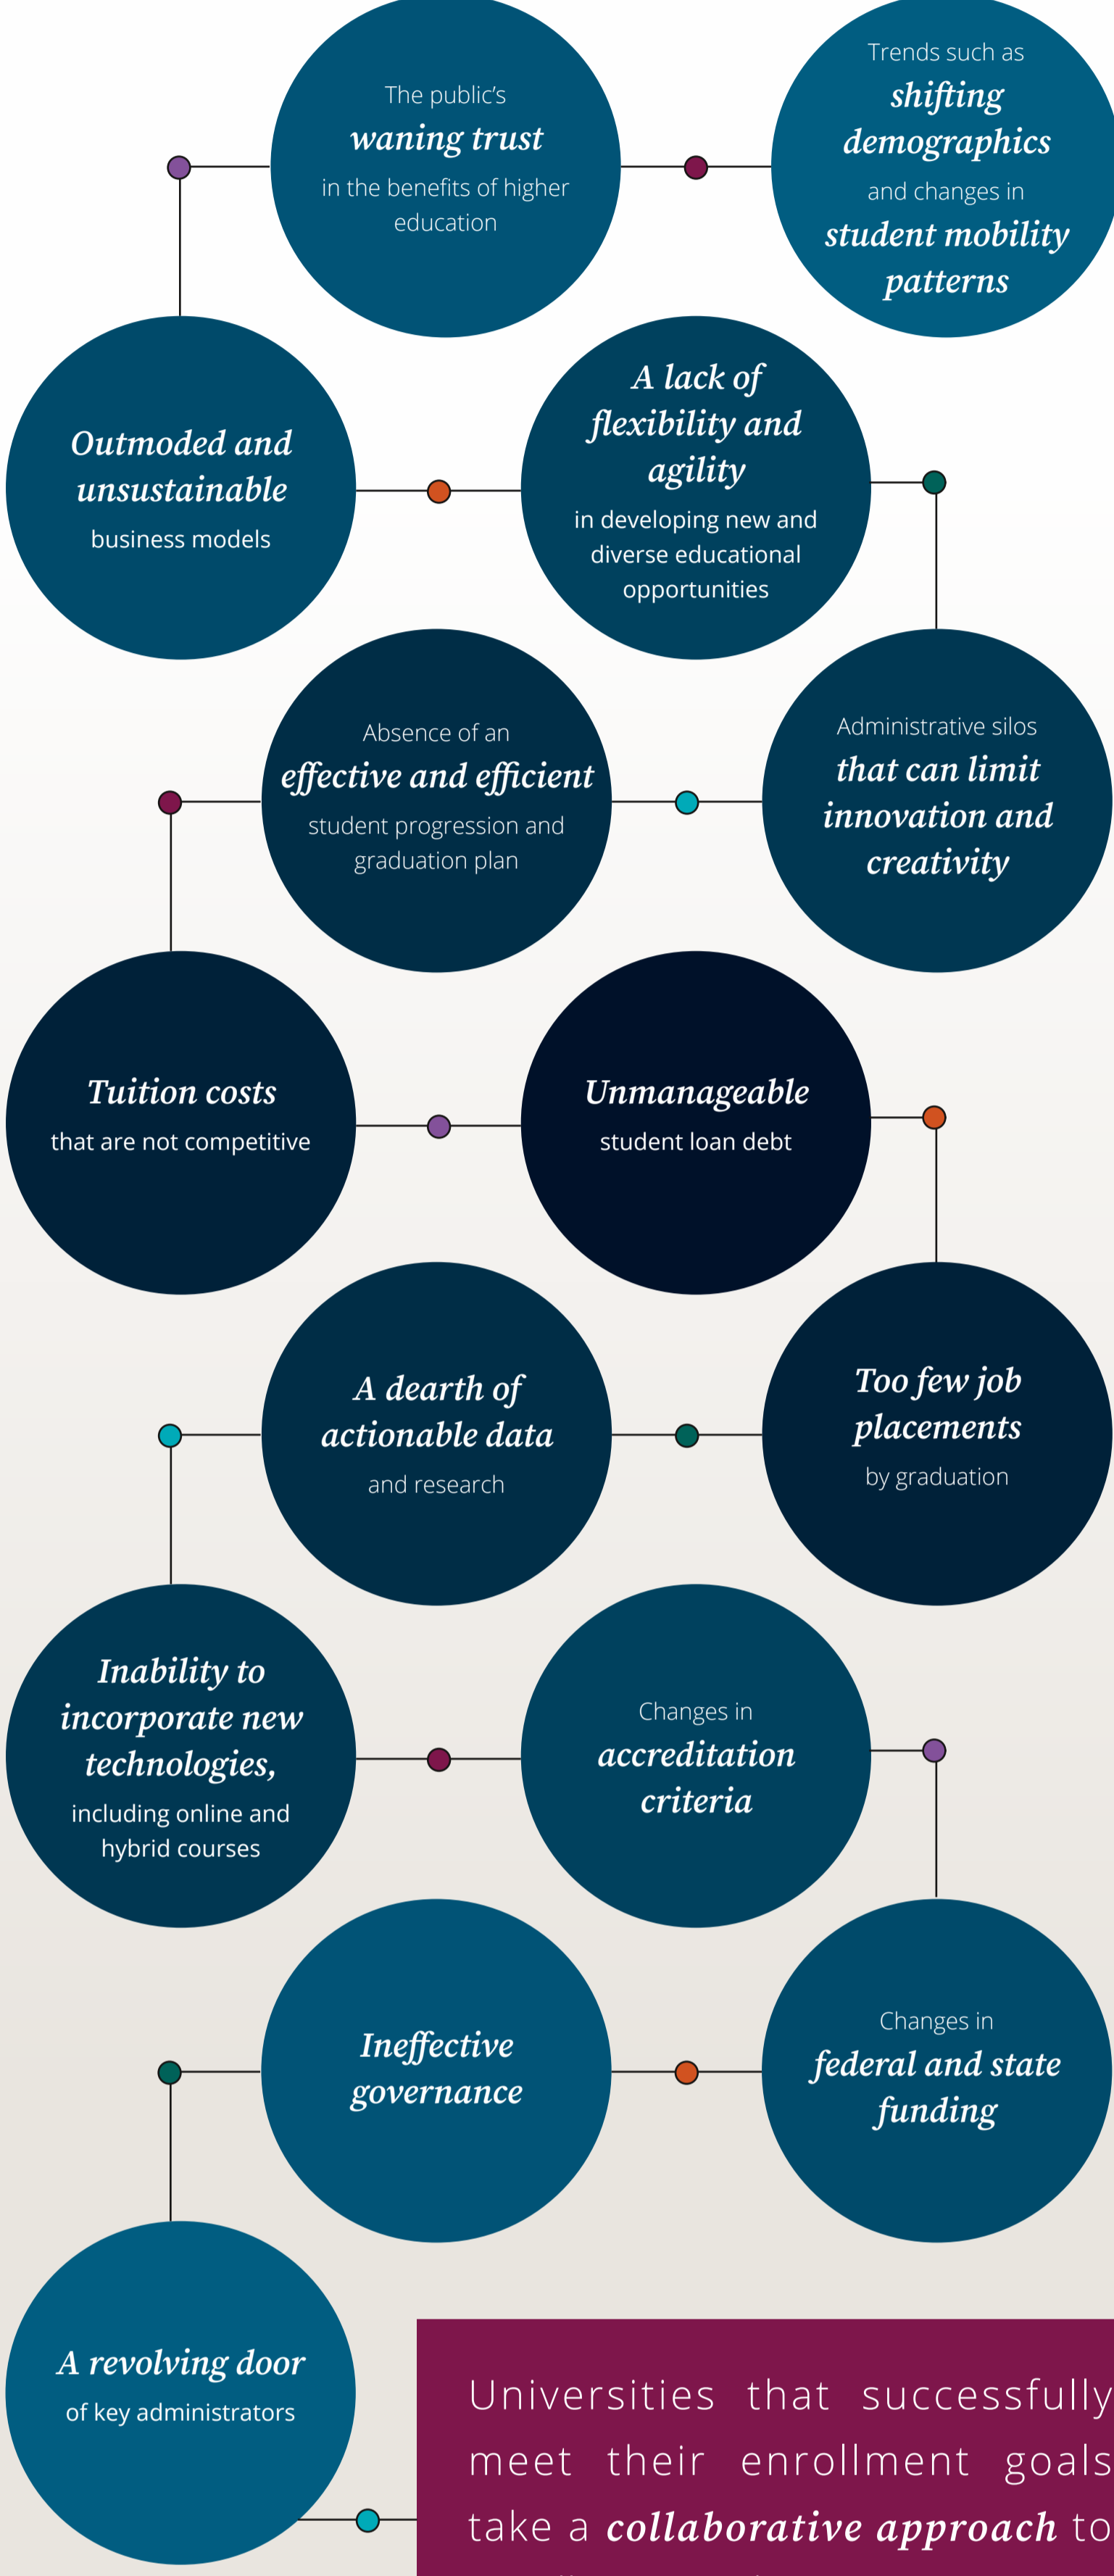 The public’s
waning trust
in the benefits of higher
education
Trends such as
shifting
demographics
and changes in
student mobility
patterns
Outmoded and
unsustainable
business models
A lack of
flexibility and
agility
in developing new and
diverse educational
opportunities
Absence of an
effective and efficient
student progression and
graduation plan
Administrative silos
that can limit
innovation and
creativity
Tuition costs
that are not competitive
Unmanageable
student loan debt
A dearth of
actionable data
and research
Too few job
placements
by graduation
Inability to
incorporate new
technologies,
including online and
hybrid courses
Changes in
accreditation
criteria
Ineffective
governance
Changes in
federal and state
funding
A revolving door
of key administrators
Universities that successfully
meet their enrollment goals
take a collaborative approach to